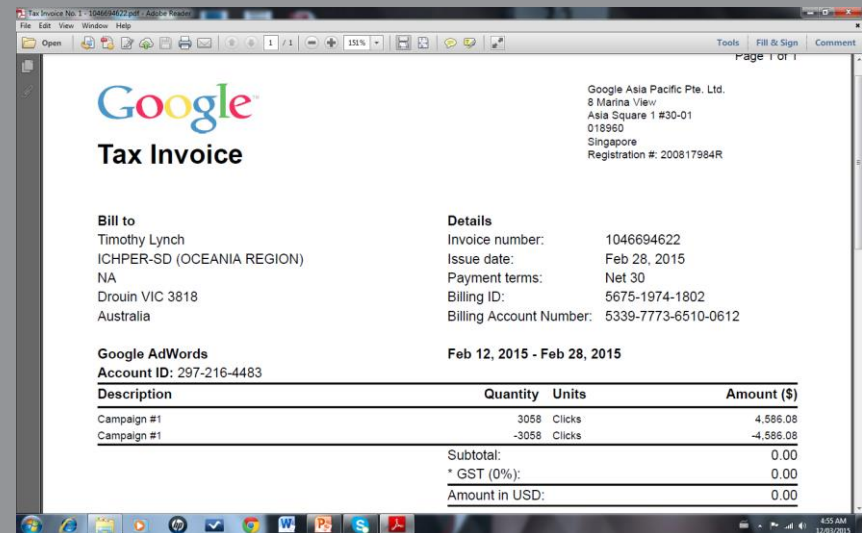 Tax Invoice No. 1 - 1046694622.pdf - Adobe Reader
File Edit View Window Help
Open 1 / 1 151% Tools Fill & Sign Comment
Page 1 of 1
Google
Tax Invoice
Google Asia Pacific Pte. Ltd.
8 Marina View
Asia Square 1 #30-01
018960
Singapore
Registration #: 200817984R
Bill to
Timothy Lynch
ICHPER-SD (OCEANIA REGION)
NA
Drouin VIC 3818
Australia
Details
Invoice number: 1046694622
Issue date: Feb 28, 2015
Payment terms: Net 30
Billing ID: 5675-1974-1802
Billing Account Number: 5339-7773-6510-0612
Google AdWords Feb 12, 2015 - Feb 28, 2015
Account ID: 297-216-4483
Description Quantity Units Amount ($)
Campaign #1 3058 Clicks 4,586.08
Campaign #1 -3058 Clicks -4,586.08
Subtotal: 0.00
* GST (0%): 0.00
Amount in USD: 0.00
4:55 AM
12/03/2015